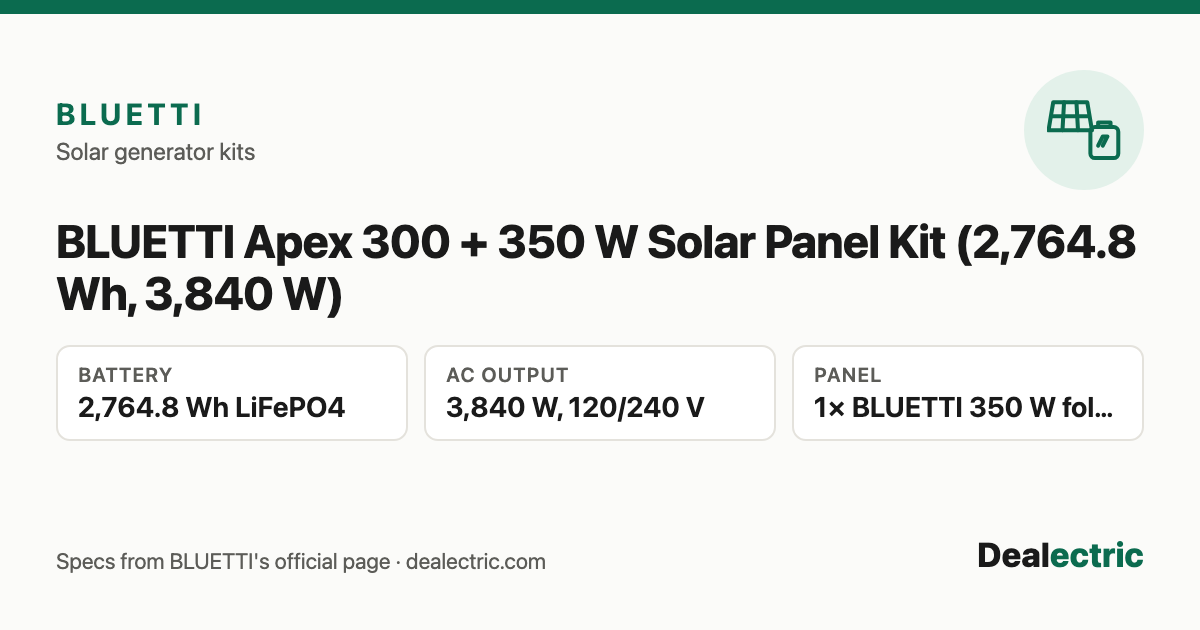 BLUETTI
Solar generator kits
BLUETTI Apex 300 + 350 W Solar Panel Kit (2,764.8
Wh, 3,840 W)
BATTERY
2,764.8 Wh LiFePO4
AC OUTPUT
3,840 W, 120/240 V
PANEL
1× BLUETTI 350 W fol...
Specs from BLUETTI's official page · dealectric.com
Dealectric